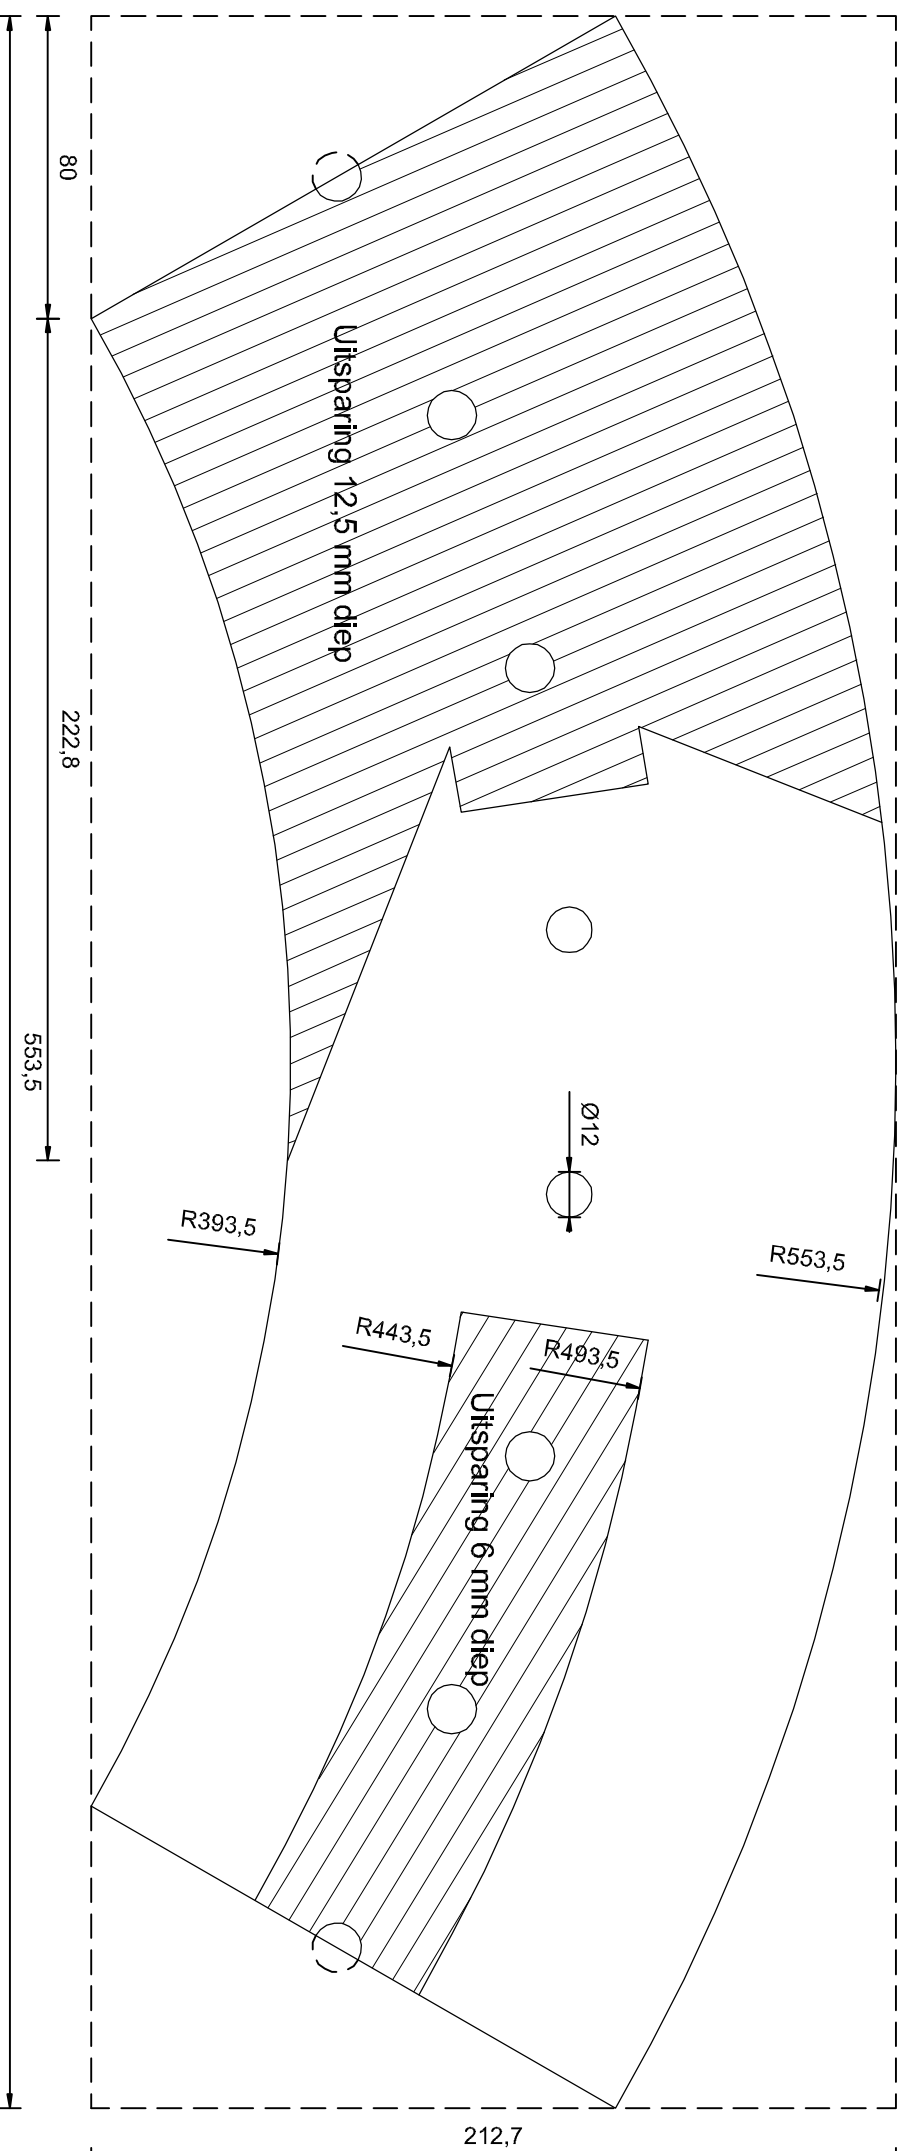 80
Uitsparing 12,5 mm diep
222,8
553,5
Ø12
R393,5
R553,5
R443,5
R493,5
Uitsparing 6 mm diep
212,7